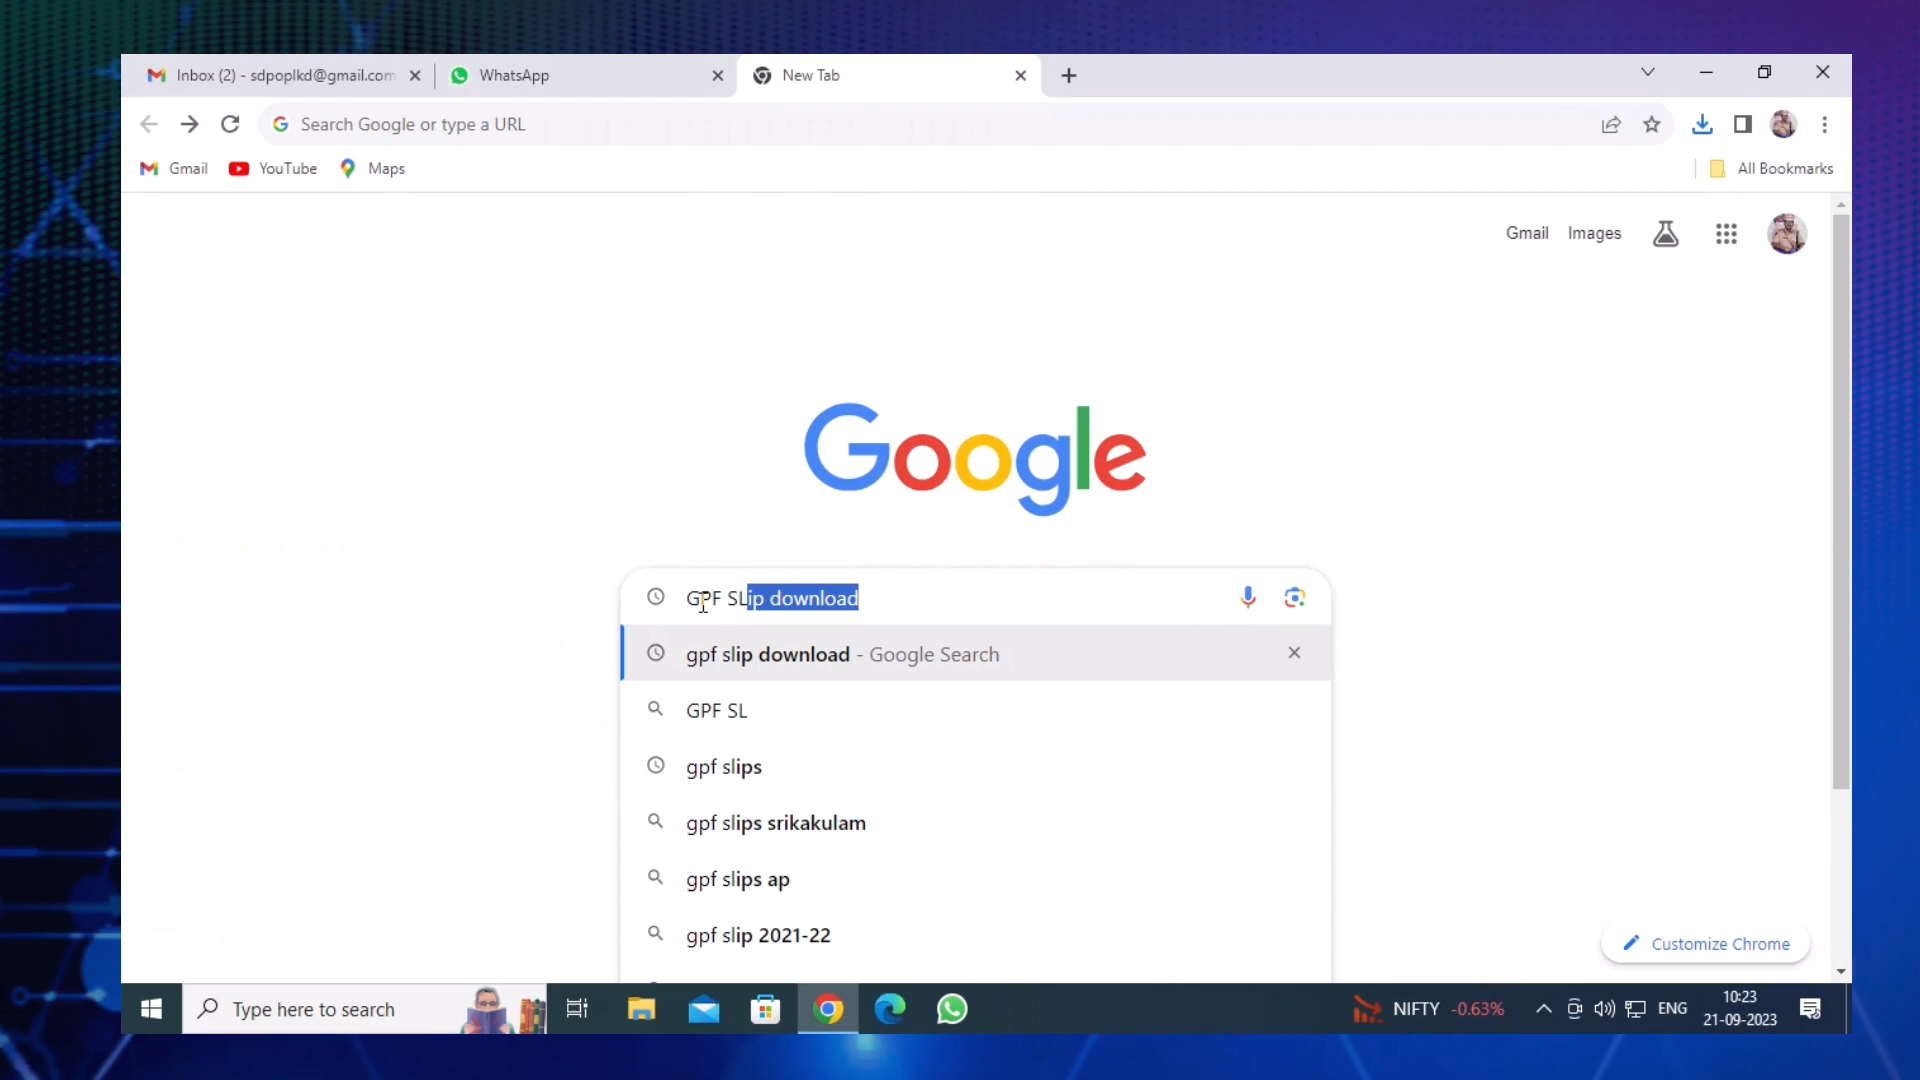 Inbox (2) - sdpoplkd@gmail.com
WhatsApp
New Tab
Search Google or type a URL
Gmail
YouTube
Maps
All Bookmarks
Gmail
Images
Google
GPF SLip download
gpf slip download - Google Search
GPF SL
gpf slips
gpf slips srikakulam
gpf slips ap
gpf slip 2021-22
Customize Chrome
Type here to search
NIFTY -0.63%
ENG
10:23
21-09-2023